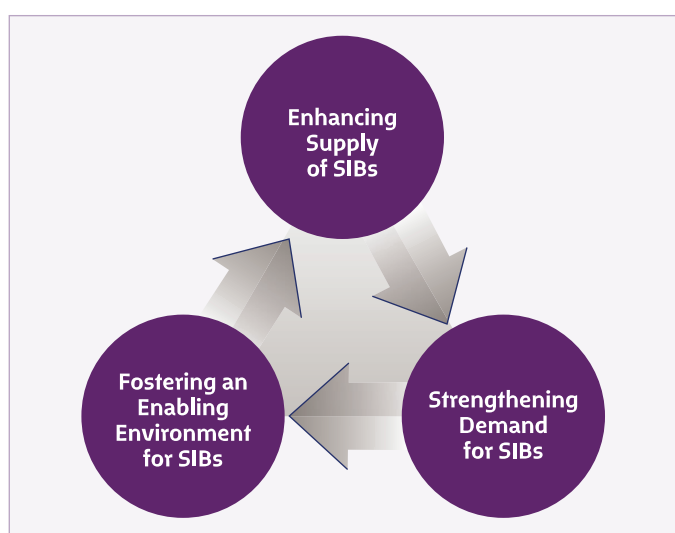 Enhancing
Supply
of SIBs
Fostering an
Enabling
Environment
for SIBs
Strengthening
Demand
for SIBs